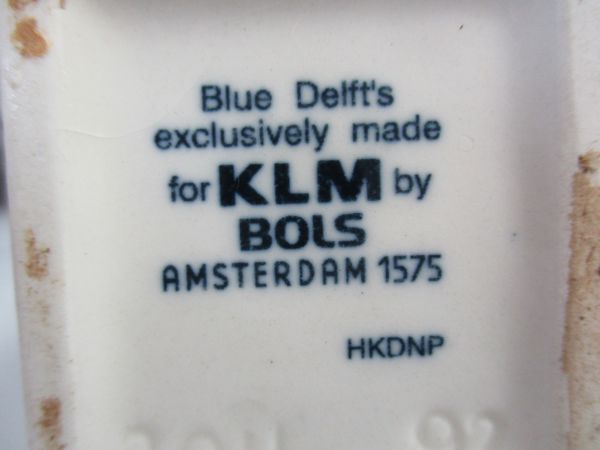 Blue Delft's
exclusively made
for KLM by
BOLS
AMSTERDAM 1575
HKDNP